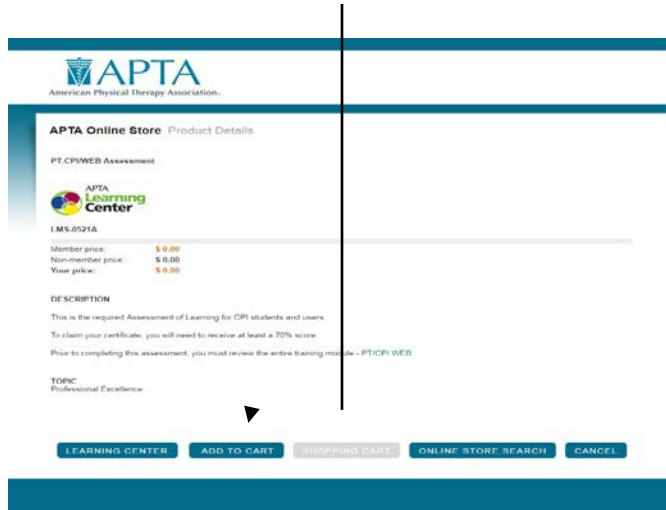 APTA
American Physical Therapy Association.
APTA Online Store Product Details
PT.CPI/WEB Assessment
APTA
Learning
Center
LMS-0521A
Member price: $ 0.00
Non-member price: $ 0.00
Your price: $ 0.00
DESCRIPTION
This is the required Assessment of Learning for CPI students and users.
To claim your certificate, you will need to receive at least a 70% score
Prior to completing this assessment, you must review the entire training module - PT/CPI WEB
TOPIC
Professional Excellence
LEARNING CENTER ADD TO CART SHOPPING CART ONLINE STORE SEARCH CANCEL